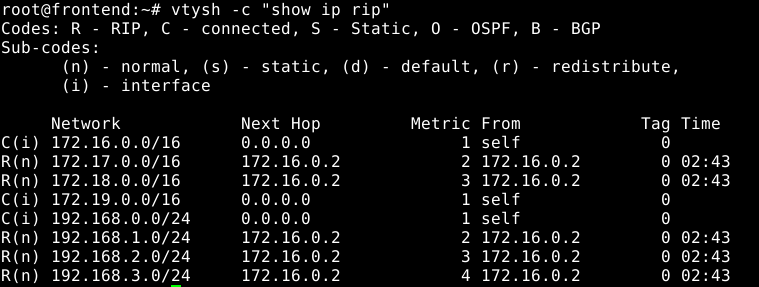 root@frontend:~# vtysh -c "show ip rip"
Codes: R - RIP, C - connected, S - Static, O - OSPF, B - BGP
Sub-codes:
      (n) - normal, (s) - static, (d) - default, (r) - redistribute,
      (i) - interface

     Network            Next Hop         Metric From            Tag Time
C(i) 172.16.0.0/16      0.0.0.0               1 self              0
R(n) 172.17.0.0/16      172.16.0.2            2 172.16.0.2        0 02:43
R(n) 172.18.0.0/16      172.16.0.2            3 172.16.0.2        0 02:43
C(i) 172.19.0.0/16      0.0.0.0               1 self              0
C(i) 192.168.0.0/24     0.0.0.0               1 self              0
R(n) 192.168.1.0/24     172.16.0.2            2 172.16.0.2        0 02:43
R(n) 192.168.2.0/24     172.16.0.2            3 172.16.0.2        0 02:43
R(n) 192.168.3.0/24     172.16.0.2            4 172.16.0.2        0 02:43